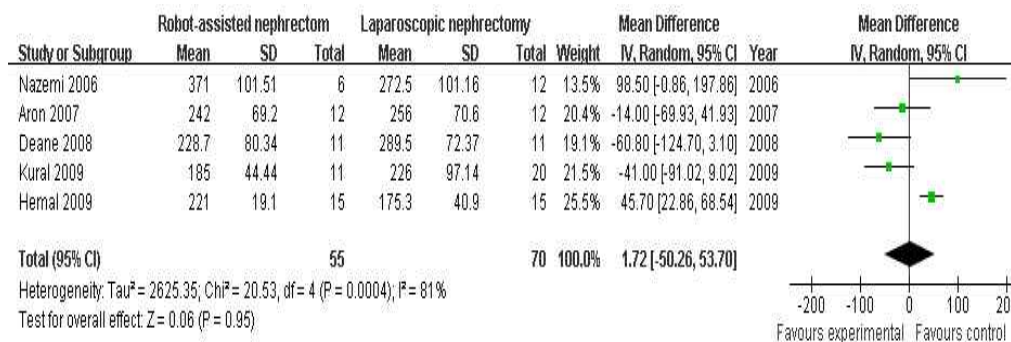 Robot-assisted nephrectom Laparoscopic nephrectomy Mean Difference Mean Difference
Study or Subgroup Mean SD Total Mean SD Total Weight IV, Random, 95% CI Year IV, Random, 95% CI
Nazemi 2006 371 101.51 6 272.5 101.16 12 13.5% 98.50 [-0.86, 197.86] 2006
Aron 2007 242 69.2 12 256 70.6 12 20.4% -14.00 [-69.93, 41.93] 2007
Deane 2008 228.7 80.34 11 289.5 72.37 11 19.1% -60.80 [-124.70, 3.10] 2008
Kural 2009 185 44.44 11 226 97.14 20 21.5% -41.00 [-91.02, 9.02] 2009
Hemal 2009 221 19.1 15 175.3 40.9 15 25.5% 45.70 [22.86, 68.54] 2009
Total (95% CI) 55 70 100.0% 1.72 [-50.26, 53.70]
Heterogeneity: Tau² = 2625.35; Chi² = 20.53, df = 4 (P = 0.0004); I² = 81%
Test for overall effect: Z = 0.06 (P = 0.95)
-200 -100 0 100 20
Favours experimental Favours control